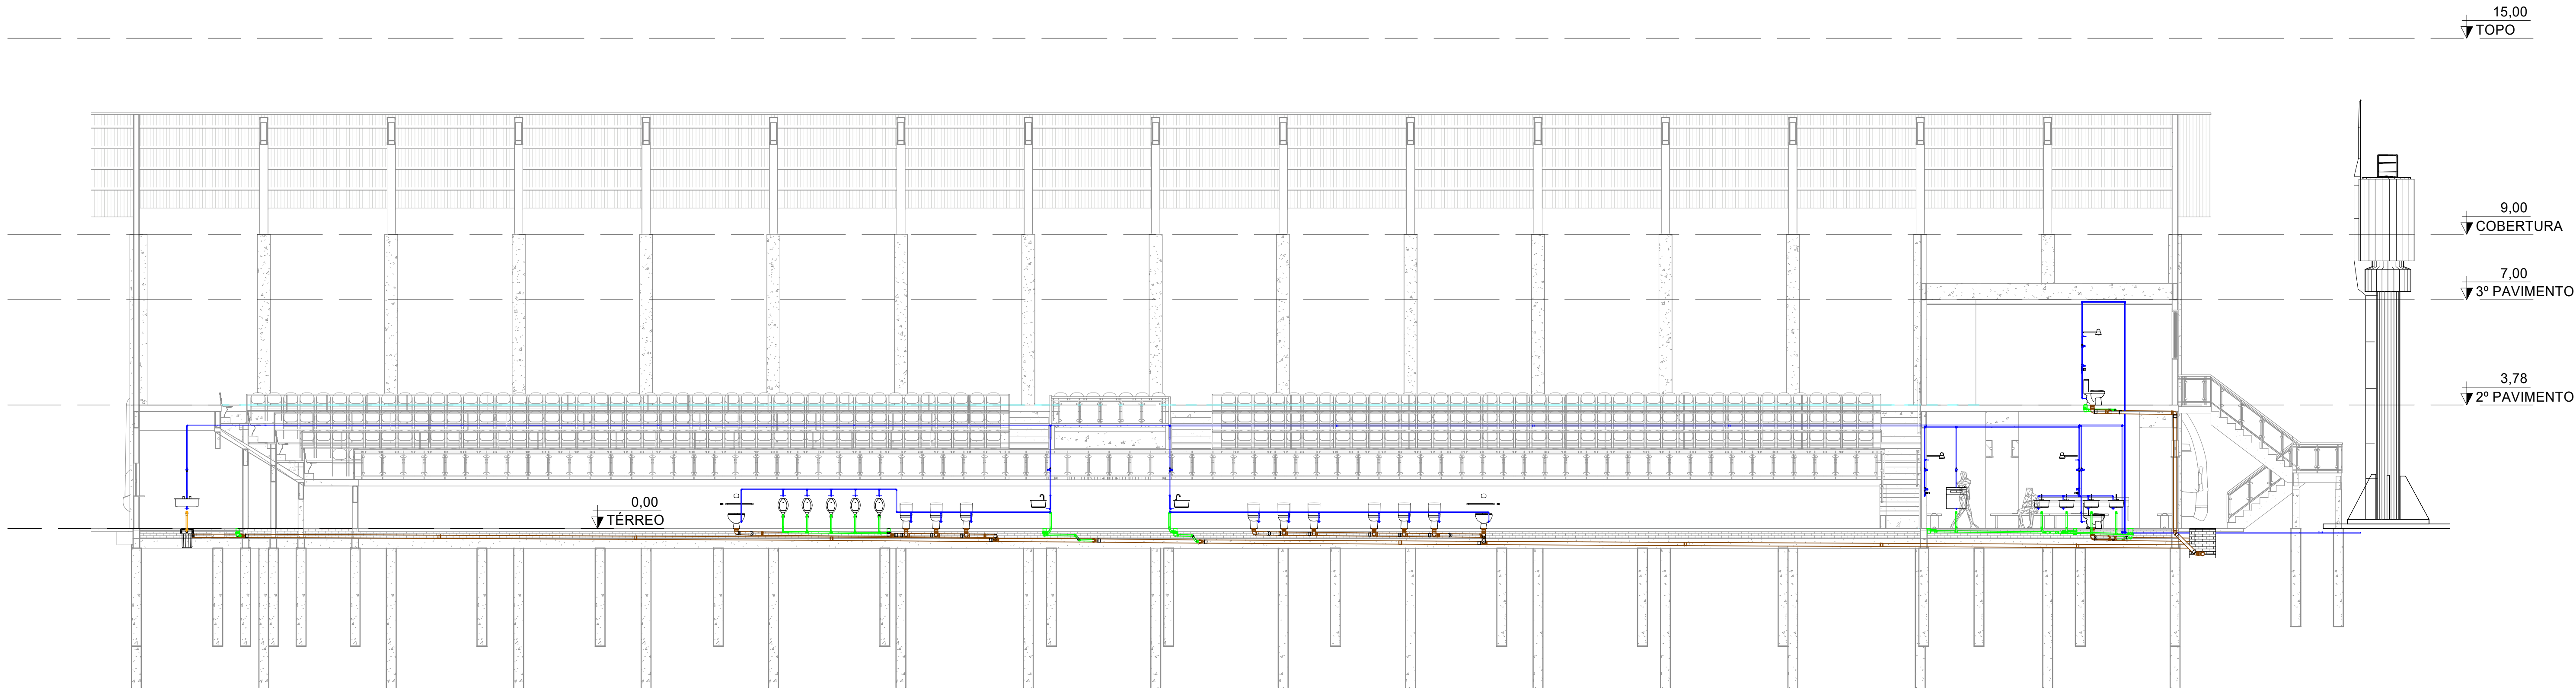 15,00
TOPO
9,00
COBERTURA
7,00
3º PAVIMENTO
3,78
2º PAVIMENTO
0,00
TÉRREO